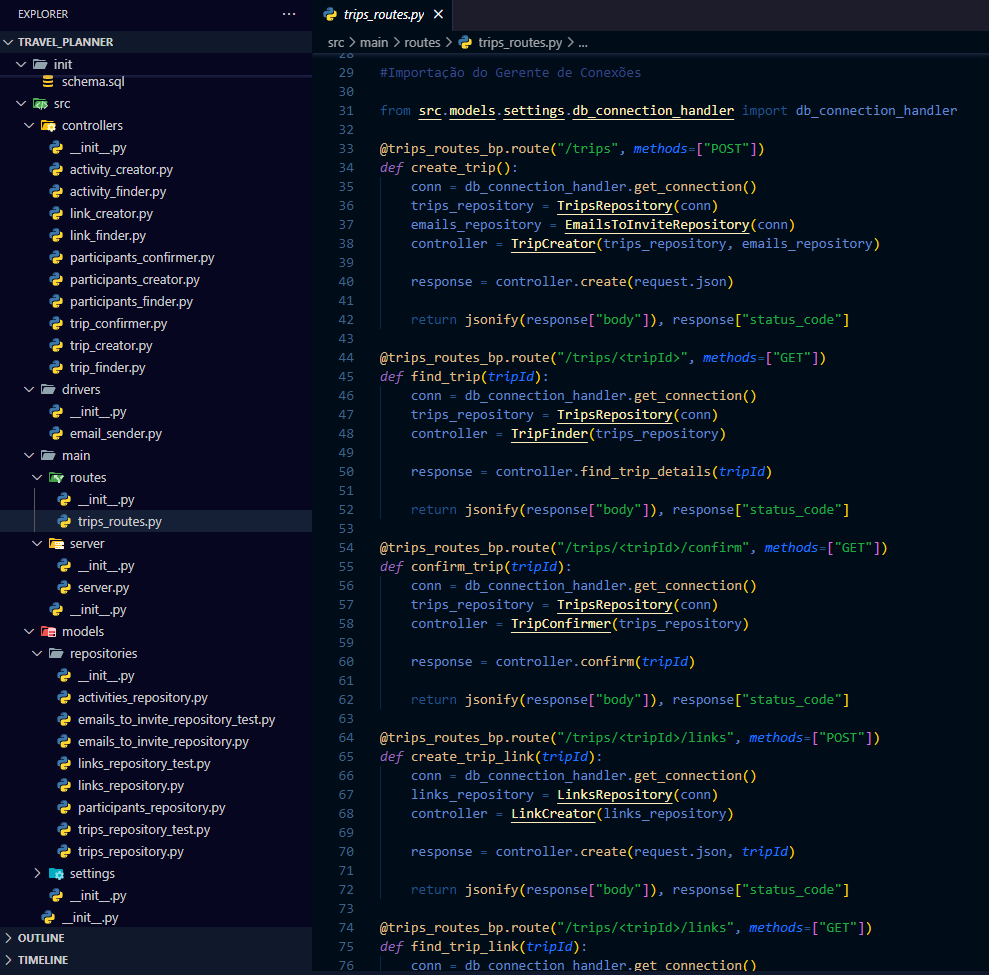 EXPLORER
TRAVEL_PLANNER
init
schema.sql
src
controllers
__init__.py
activity_creator.py
activity_finder.py
link_creator.py
link_finder.py
participants_confirmer.py
participants_creator.py
participants_finder.py
trip_confirmer.py
trip_creator.py
trip_finder.py
drivers
__init__.py
email_sender.py
main
routes
__init__.py
trips_routes.py
server
__init__.py
server.py
__init__.py
models
repositories
__init__.py
activities_repository.py
emails_to_invite_repository_test.py
emails_to_invite_repository.py
links_repository_test.py
links_repository.py
participants_repository.py
trips_repository_test.py
trips_repository.py
settings
__init__.py
__init__.py
OUTLINE
TIMELINE
trips_routes.py
src > main > routes > trips_routes.py > ...
28
29 #Importação do Gerente de Conexões
30
31 from src.models.settings.db_connection_handler import db_connection_handler
32
33 @trips_routes_bp.route("/trips", methods=["POST"])
34 def create_trip():
35     conn = db_connection_handler.get_connection()
36     trips_repository = TripsRepository(conn)
37     emails_repository = EmailsToInviteRepository(conn)
38     controller = TripCreator(trips_repository, emails_repository)
39
40     response = controller.create(request.json)
41
42     return jsonify(response["body"]), response["status_code"]
43
44 @trips_routes_bp.route("/trips/<tripId>", methods=["GET"])
45 def find_trip(tripId):
46     conn = db_connection_handler.get_connection()
47     trips_repository = TripsRepository(conn)
48     controller = TripFinder(trips_repository)
49
50     response = controller.find_trip_details(tripId)
51
52     return jsonify(response["body"]), response["status_code"]
53
54 @trips_routes_bp.route("/trips/<tripId>/confirm", methods=["GET"])
55 def confirm_trip(tripId):
56     conn = db_connection_handler.get_connection()
57     trips_repository = TripsRepository(conn)
58     controller = TripConfirmer(trips_repository)
59
60     response = controller.confirm(tripId)
61
62     return jsonify(response["body"]), response["status_code"]
63
64 @trips_routes_bp.route("/trips/<tripId>/links", methods=["POST"])
65 def create_trip_link(tripId):
66     conn = db_connection_handler.get_connection()
67     links_repository = LinksRepository(conn)
68     controller = LinkCreator(links_repository)
69
70     response = controller.create(request.json, tripId)
71
72     return jsonify(response["body"]), response["status_code"]
73
74 @trips_routes_bp.route("/trips/<tripId>/links", methods=["GET"])
75 def find_trip_link(tripId):
76     conn = db_connection_handler.get_connection()